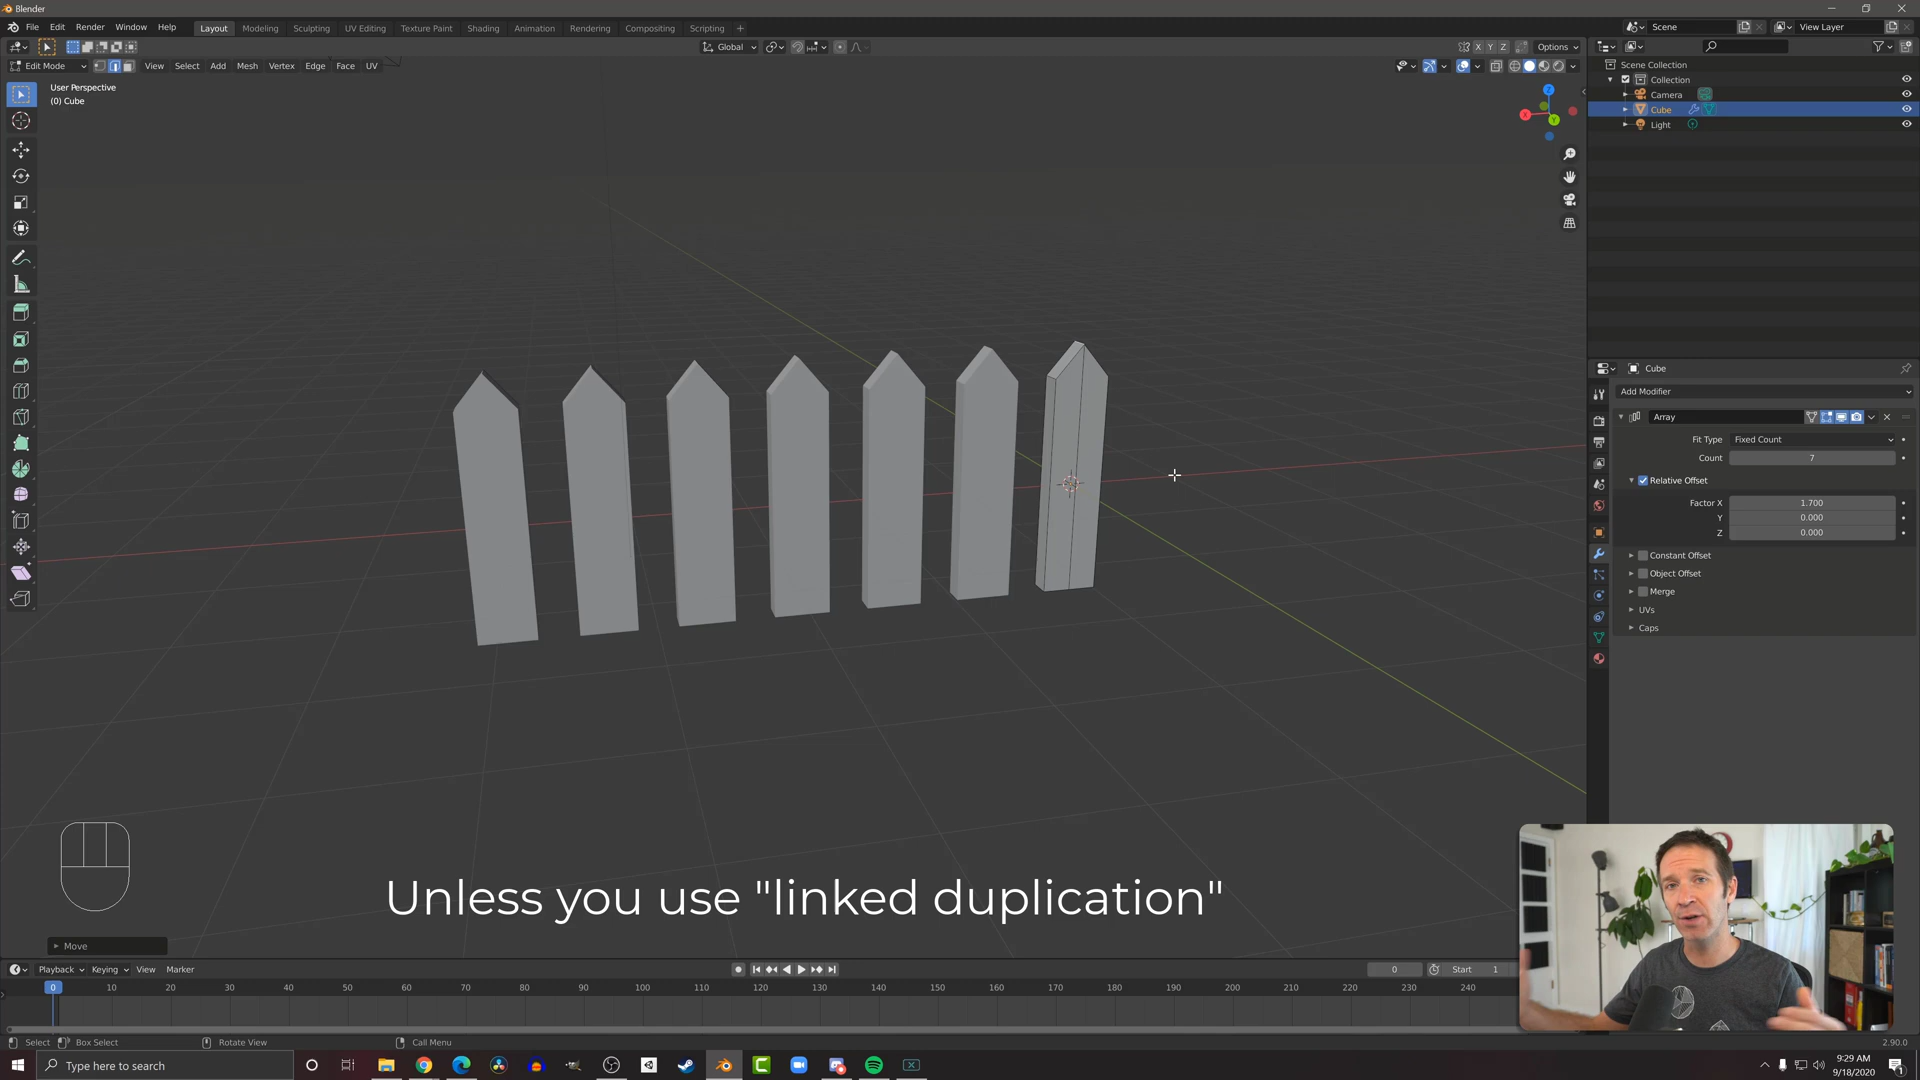 Blender
File Edit Render Window Help Layout Modeling Sculpting UV Editing Texture Paint Shading Animation Rendering Compositing Scripting +
Scene View Layer
Global X Y Z Options
Edit Mode View Select Add Mesh Vertex Edge Face UV
User Perspective
(0) Cube
Z
X Y
Scene Collection
Collection
Camera
Cube
Light
Cube
Add Modifier
Array
Fit Type Fixed Count
Count 7
Relative Offset
Factor X 1.700
Y 0.000
Z 0.000
Constant Offset
Object Offset
Merge
UVs
Caps
Unless you use "linked duplication"
Move
Playback Keying View Marker 0 Start 1
0 10 20 30 40 50 60 70 80 90 100 110 120 130 140 150 160 170 180 190 200 210 220 230 240
Select Box Select Rotate View Call Menu 2.90.0
Type here to search
9:29 AM
9/18/2020